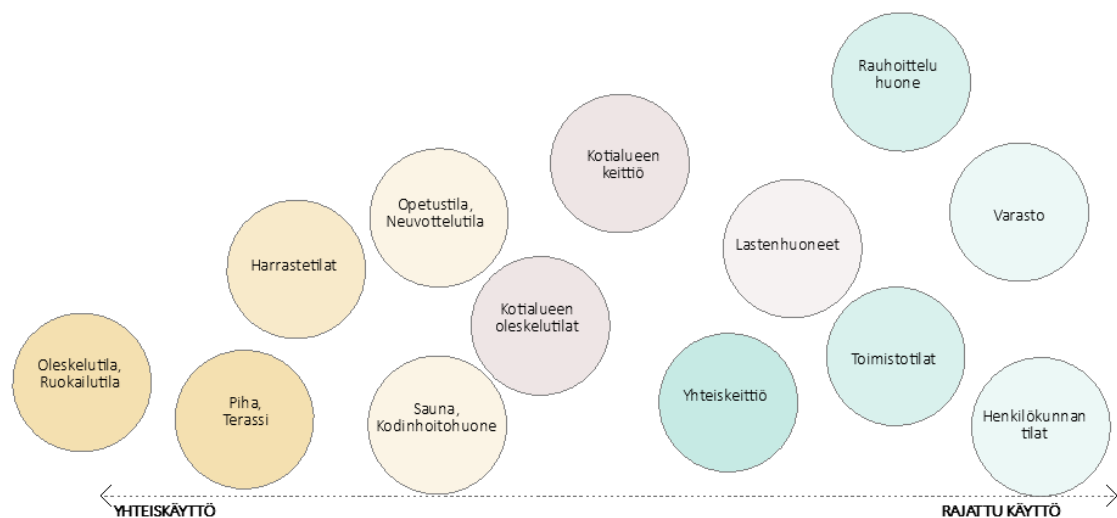 Rauhoittelu
huone
Kotialueen
keittiö
Opetustila,
Neuvottelutila
Varasto
Lastenhuoneet
Harrastetilat
Kotialueen
oleskelutilat
Toimistotilat
Oleskelutila,
Ruokailutila
Yhteiskeittiö
Piha,
Terassi
Sauna,
Kodinhoitohuone
Henkilökunnan
tilat
YHTEISKÄYTTÖ
RAJATTU KÄYTTÖ